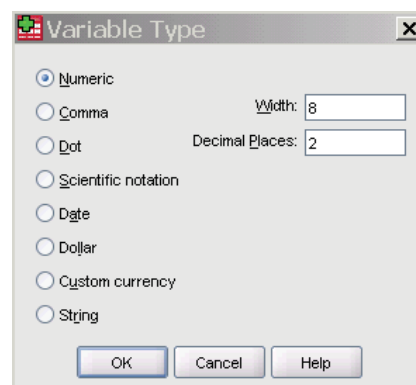 Variable Type
Numeric
Comma
Width: 8
Dot
Decimal Places: 2
Scientific notation
Date
Dollar
Custom currency
String
OK Cancel Help